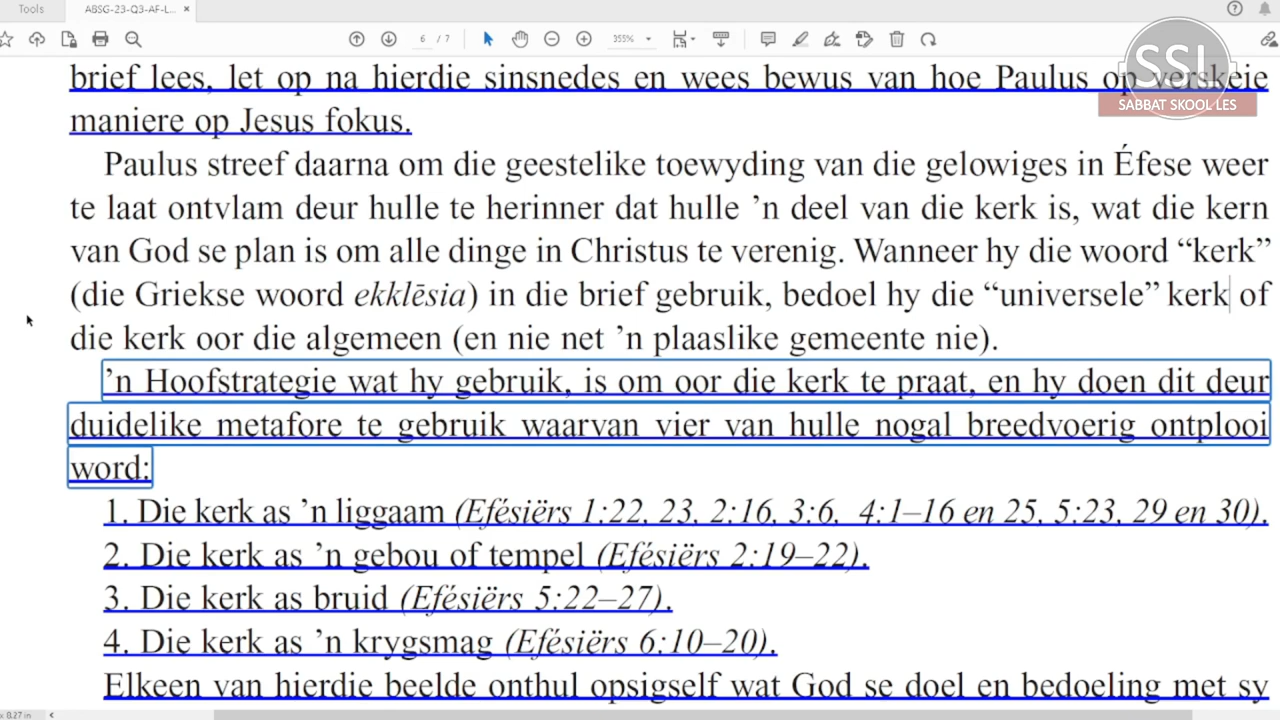 Tools
ABSG-23-Q3-AF-L... ×
6 / 7
355%
SSL
SABBAT SKOOL LES
brief lees, let op na hierdie sinsnedes en wees bewus van hoe Paulus op verskeie
maniere op Jesus fokus.
Paulus streef daarna om die geestelike toewyding van die gelowiges in Éfese weer
te laat ontvlam deur hulle te herinner dat hulle ’n deel van die kerk is, wat die kern
van God se plan is om alle dinge in Christus te verenig. Wanneer hy die woord “kerk”
(die Griekse woord ekklēsia) in die brief gebruik, bedoel hy die “universele” kerk of
die kerk oor die algemeen (en nie net ’n plaaslike gemeente nie).
’n Hoofstrategie wat hy gebruik, is om oor die kerk te praat, en hy doen dit deur
duidelike metafore te gebruik waarvan vier van hulle nogal breedvoerig ontplooi
word:
1. Die kerk as ’n liggaam (Efésiërs 1:22, 23, 2:16, 3:6, 4:1–16 en 25, 5:23, 29 en 30).
2. Die kerk as ’n gebou of tempel (Efésiërs 2:19–22).
3. Die kerk as bruid (Efésiërs 5:22–27).
4. Die kerk as ’n krygsmag (Efésiërs 6:10–20).
Elkeen van hierdie beelde onthul opsigself wat God se doel en bedoeling met sy
x 8.27 in